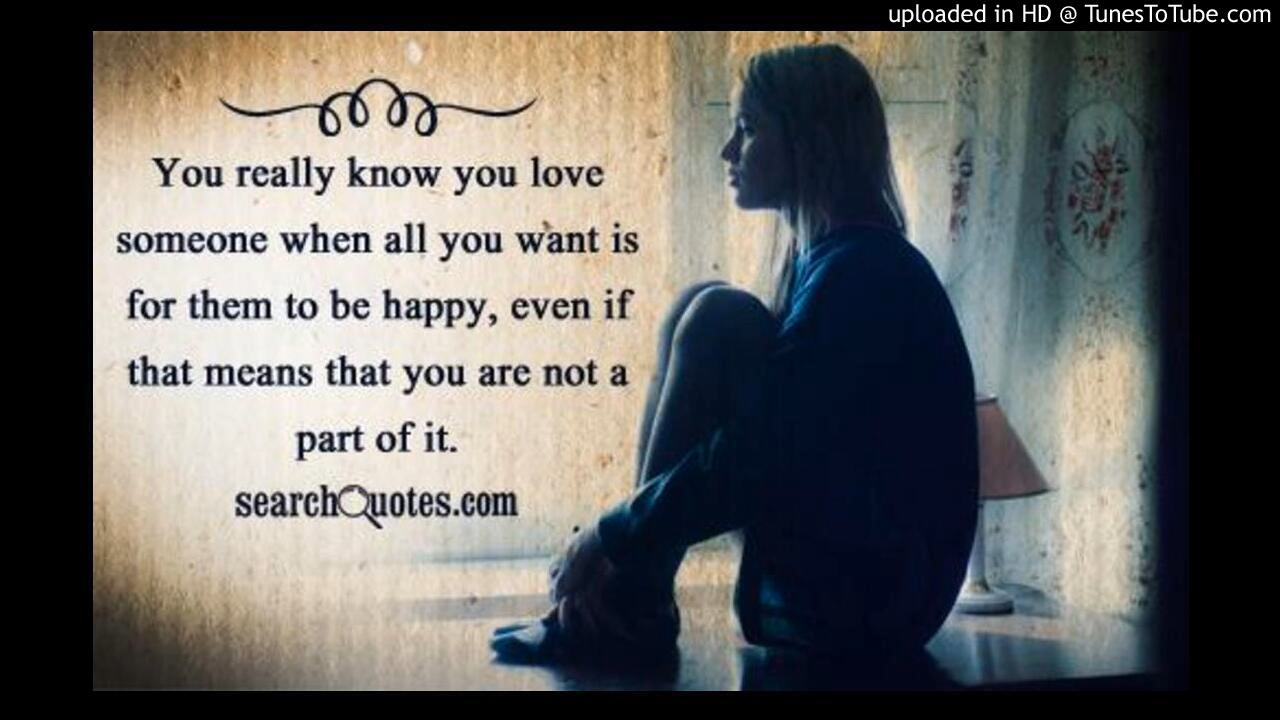 uploaded in HD @ TunesToTube.com
You really know you love
someone when all you want is
for them to be happy, even if
that means that you are not a
part of it.
searchQuotes.com